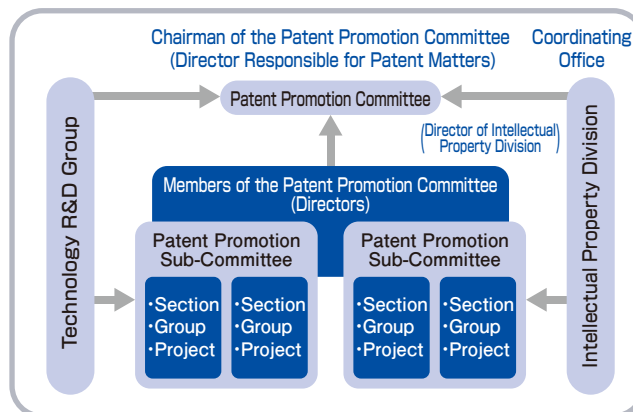 Chairman of the Patent Promotion Committee
(Director Responsible for Patent Matters)
Coordinating
Office
Patent Promotion Committee
(Director of Intellectual
Property Division)
Technology R&D Group
Intellectual Property Division
Members of the Patent Promotion Committee
(Directors)
Patent Promotion
Sub-Committee
・Section
・Group
・Project
・Section
・Group
・Project
Patent Promotion
Sub-Committee
・Section
・Group
・Project
・Section
・Group
・Project